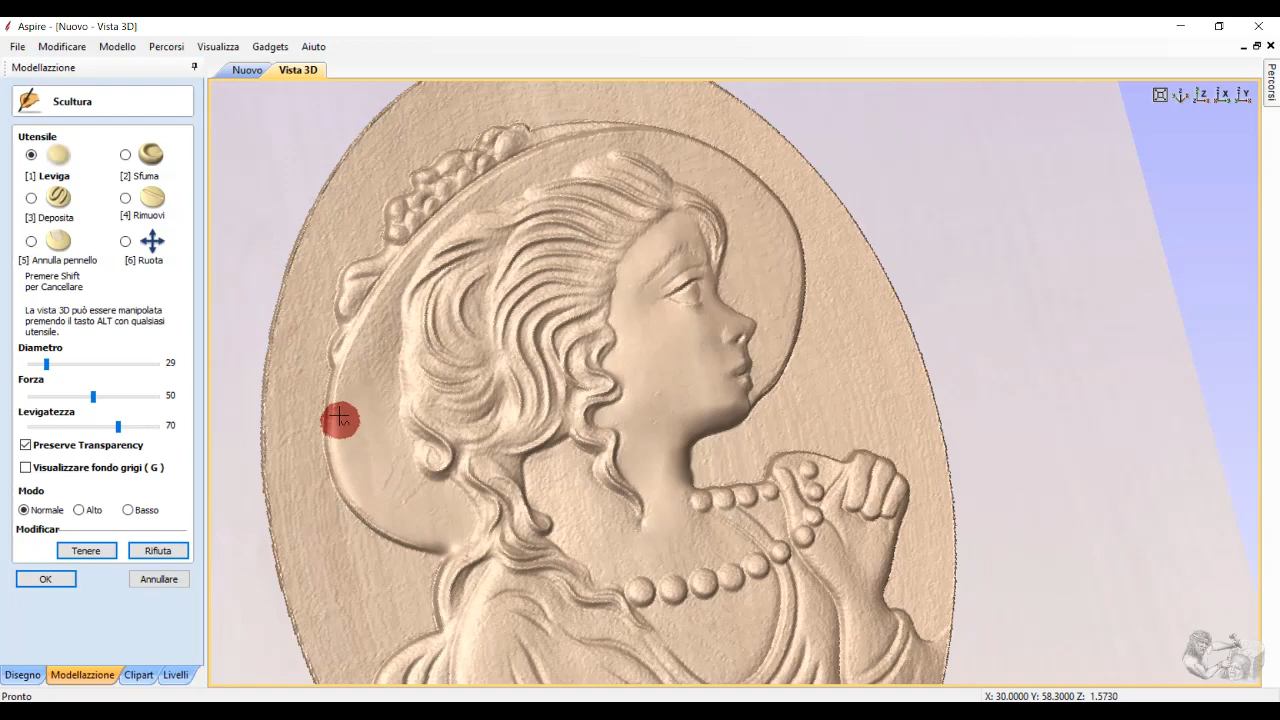 Aspire - [Nuovo - Vista 3D]
File Modificare Modello Percorsi Visualizza Gadgets Aiuto
Modellazione
Nuovo Vista 3D
Percorsi
Z X Y
Scultura
Utensile
[1] Leviga [2] Sfuma
[3] Deposita [4] Rimuovi
[5] Annulla pennello [6] Ruota
Premere Shift
per Cancellare
La vista 3D può essere manipolata
premendo il tasto ALT con qualsiasi
utensile.
Diametro
29
Forza
50
Levigatezza
70
Preserve Transparency
Visualizzare fondo grigi ( G )
Modo
Normale Alto Basso
Modificar
Tenere Rifiuta
OK Annullare
Disegno Modellazione Clipart Livelli
Pronto X: 30.0000 Y: 58.3000 Z: 1.5730